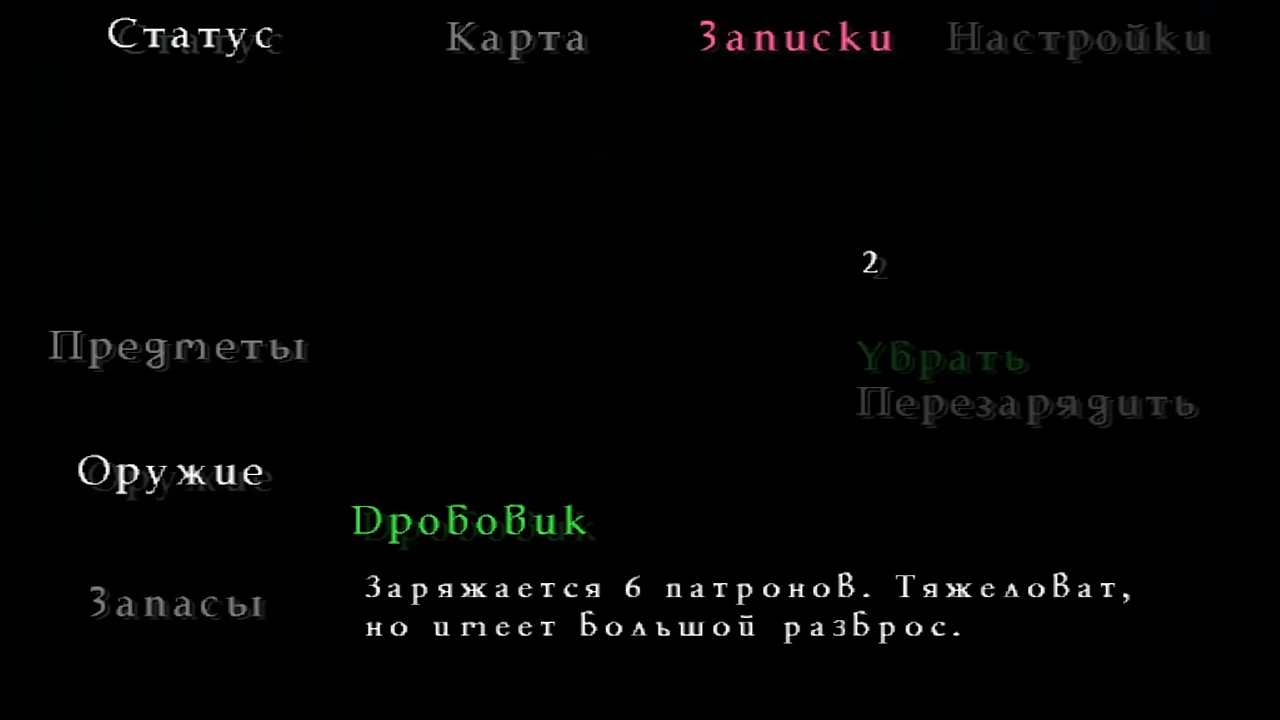 Статус Карта Записки Настройки
2
Предметы
Убрать
Перезарядить
Оружие
Дробовик
Запасы
Заряжается 6 патронов. Тяжеловат,
но имеет большой разброс.